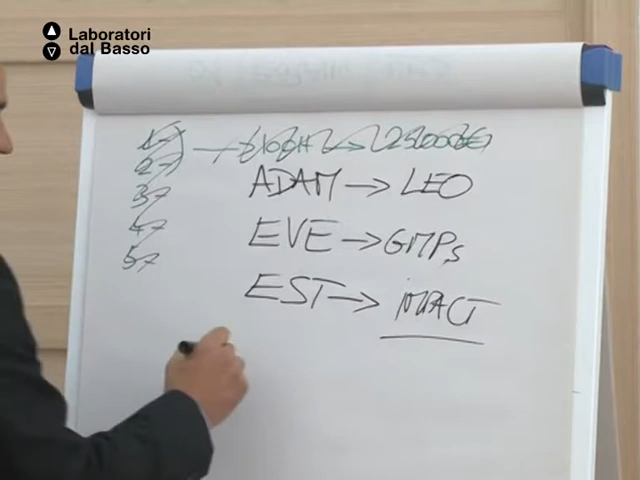 Laboratori
dal Basso
1)
2)
3)
4)
5)
ADAM → LEO
EVE → GMPs
EST → IMPACT